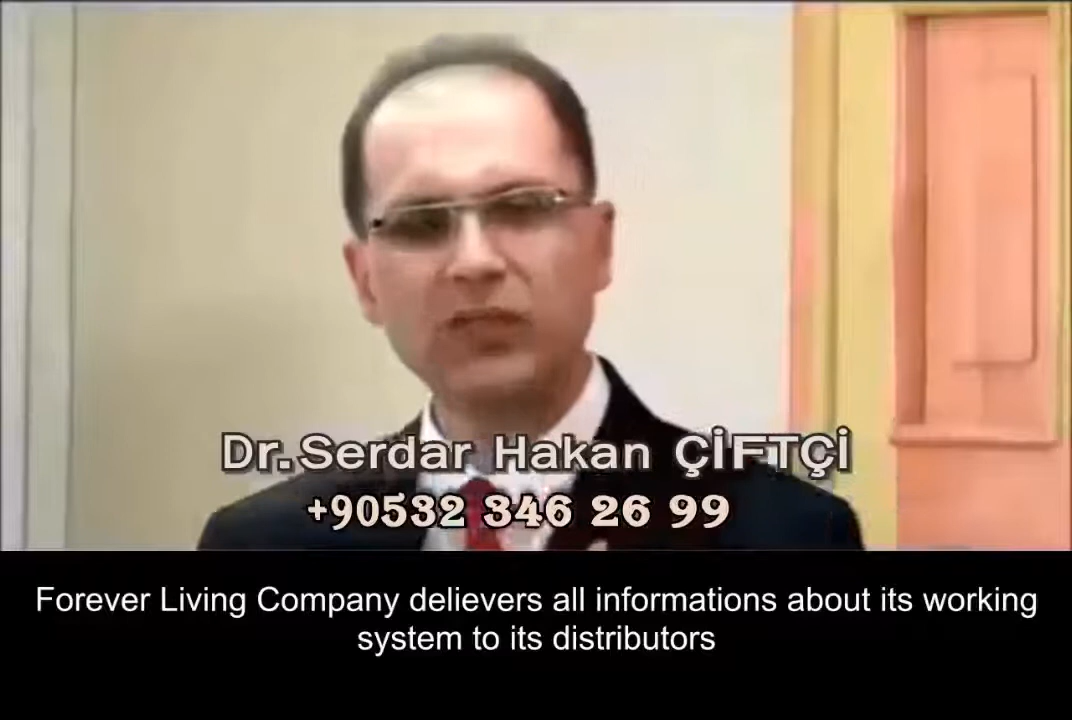 Dr. Serdar Hakan ÇİFTÇİ
+90532 346 26 99
Forever Living Company delievers all informations about its working
system to its distributors